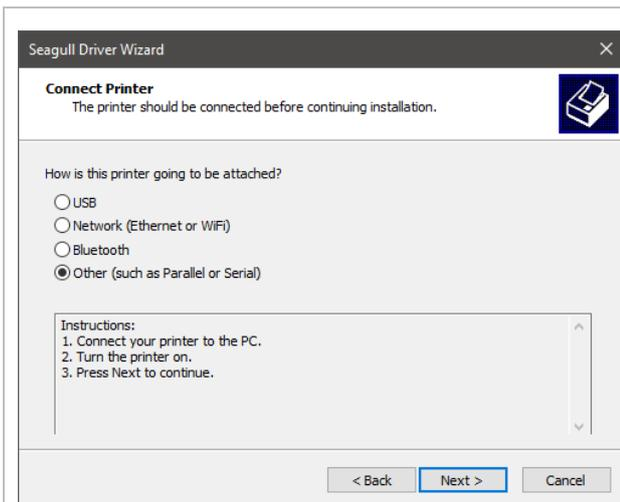 Seagull Driver Wizard
Connect Printer
The printer should be connected before continuing installation.
How is this printer going to be attached?
USB
Network (Ethernet or WiFi)
Bluetooth
Other (such as Parallel or Serial)
Instructions:
1. Connect your printer to the PC.
2. Turn the printer on.
3. Press Next to continue.
< Back Next > Cancel